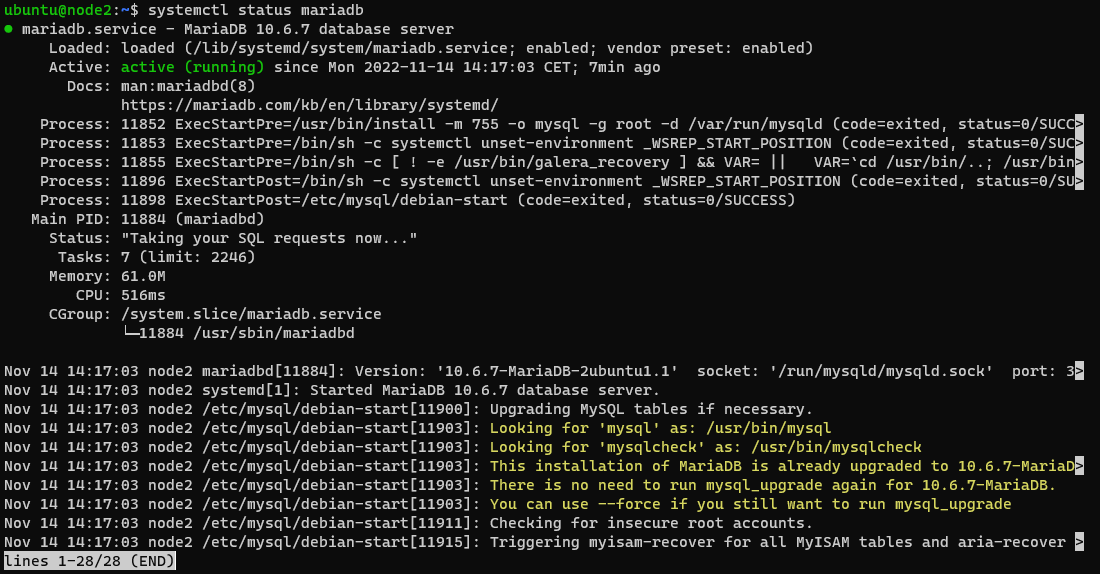 ubuntu@node2:~$ systemctl status mariadb
● mariadb.service - MariaDB 10.6.7 database server
     Loaded: loaded (/lib/systemd/system/mariadb.service; enabled; vendor preset: enabled)
     Active: active (running) since Mon 2022-11-14 14:17:03 CET; 7min ago
       Docs: man:mariadbd(8)
             https://mariadb.com/kb/en/library/systemd/
    Process: 11852 ExecStartPre=/usr/bin/install -m 755 -o mysql -g root -d /var/run/mysqld (code=exited, status=0/SUCC>
    Process: 11853 ExecStartPre=/bin/sh -c systemctl unset-environment _WSREP_START_POSITION (code=exited, status=0/SUC>
    Process: 11855 ExecStartPre=/bin/sh -c [ ! -e /usr/bin/galera_recovery ] && VAR= ||   VAR=`cd /usr/bin/..; /usr/bin>
    Process: 11896 ExecStartPost=/bin/sh -c systemctl unset-environment _WSREP_START_POSITION (code=exited, status=0/SU>
    Process: 11898 ExecStartPost=/etc/mysql/debian-start (code=exited, status=0/SUCCESS)
   Main PID: 11884 (mariadbd)
     Status: "Taking your SQL requests now..."
      Tasks: 7 (limit: 2246)
     Memory: 61.0M
        CPU: 516ms
     CGroup: /system.slice/mariadb.service
             └─11884 /usr/sbin/mariadbd
Nov 14 14:17:03 node2 mariadbd[11884]: Version: '10.6.7-MariaDB-2ubuntu1.1'  socket: '/run/mysqld/mysqld.sock'  port: 3>
Nov 14 14:17:03 node2 systemd[1]: Started MariaDB 10.6.7 database server.
Nov 14 14:17:03 node2 /etc/mysql/debian-start[11900]: Upgrading MySQL tables if necessary.
Nov 14 14:17:03 node2 /etc/mysql/debian-start[11903]: Looking for 'mysql' as: /usr/bin/mysql
Nov 14 14:17:03 node2 /etc/mysql/debian-start[11903]: Looking for 'mysqlcheck' as: /usr/bin/mysqlcheck
Nov 14 14:17:03 node2 /etc/mysql/debian-start[11903]: This installation of MariaDB is already upgraded to 10.6.7-MariaD>
Nov 14 14:17:03 node2 /etc/mysql/debian-start[11903]: There is no need to run mysql_upgrade again for 10.6.7-MariaDB.
Nov 14 14:17:03 node2 /etc/mysql/debian-start[11903]: You can use --force if you still want to run mysql_upgrade
Nov 14 14:17:03 node2 /etc/mysql/debian-start[11911]: Checking for insecure root accounts.
Nov 14 14:17:03 node2 /etc/mysql/debian-start[11915]: Triggering myisam-recover for all MyISAM tables and aria-recover >
lines 1-28/28 (END)